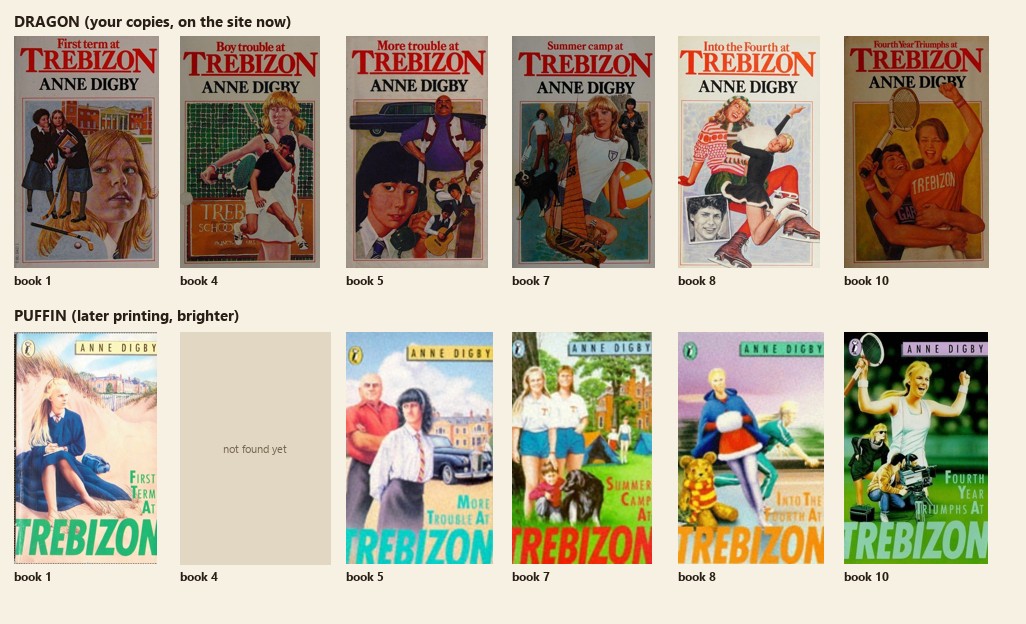 DRAGON (your copies, on the site now)
First term at
TREBIZON
ANNE DIGBY
Boy trouble at
TREBIZON
ANNE DIGBY
TREB
SCHOO
More trouble at
TREBIZON
ANNE DIGBY
Summer camp at
TREBIZON
ANNE DIGBY
Into the Fourth at
TREBIZON
ANNE DIGBY
Fourth Year Triumphs at
TREBIZON
ANNE DIGBY
TREBIZON
book 1
book 4
book 5
book 7
book 8
book 10
PUFFIN (later printing, brighter)
ANNE DIGBY
FIRST
TERM
AT
TREBIZON
not found yet
ANNE DIGBY
MORE
TROUBLE AT
TREBIZON
ANNE DIGBY
SUMMER
CAMP
AT
TREBIZON
ANNE DIGBY
INTO THE
FOURTH AT
TREBIZON
ANNE DIGBY
FOURTH
YEAR
TRIUMPHS AT
TREBIZON
book 1
book 4
book 5
book 7
book 8
book 10